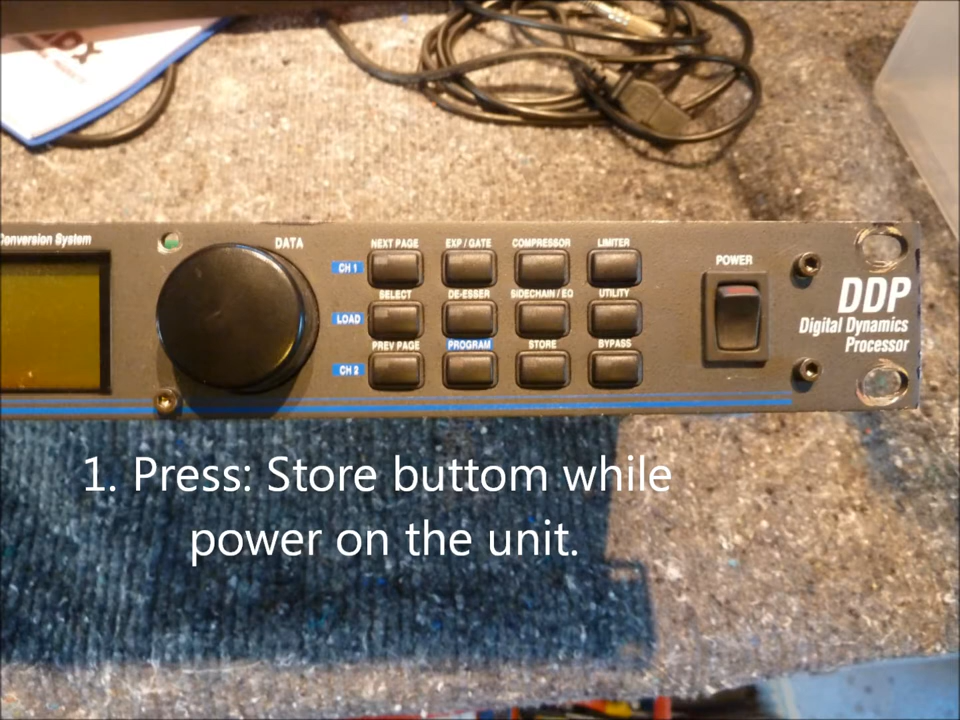 Conversion System
DATA
NEXT PAGE EXP / GATE COMPRESSOR LIMITER
CH 1
POWER
SELECT DE-ESSER SIDECHAIN / EQ UTILITY
LOAD
DDP
Digital Dynamics
Processor
PREV PAGE PROGRAM STORE BYPASS
CH 2
1. Press: Store buttom while
power on the unit.